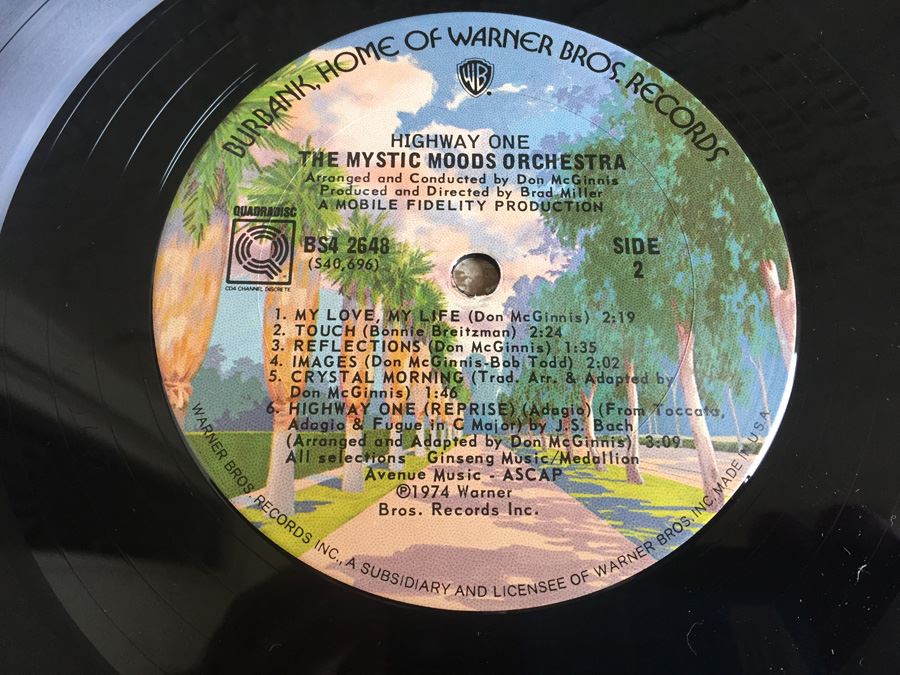 BURBANK, HOME OF WARNER BROS. RECORDS
WB
HIGHWAY ONE
THE MYSTIC MOODS ORCHESTRA
Arranged and Conducted by Don McGinnis
Produced and Directed by Brad Miller
A MOBILE FIDELITY PRODUCTION
QUADRADISC
CD4 CHANNEL DISCRETE
BS4 2648
(S40,696)
SIDE
2
1. MY LOVE, MY LIFE (Don McGinnis) 2:19
2. TOUCH (Bonnie Breitzman) 2:24
3. REFLECTIONS (Don McGinnis) 1:35
4. IMAGES (Don McGinnis-Bob Todd) 2:02
5. CRYSTAL MORNING (Trad. Arr. & Adapted by
Don McGinnis) 1:46
6. HIGHWAY ONE (REPRISE) (Adagio) (From Toccata,
Adagio & Fugue in C Major) by J.S. Bach
(Arranged and Adapted by Don McGinnis) 3:09
All selections Ginseng Music/Medallion
Avenue Music - ASCAP
℗1974 Warner
Bros. Records Inc.
WARNER BROS. RECORDS INC., A SUBSIDIARY AND LICENSEE OF WARNER BROS. INC. MADE IN U.S.A.